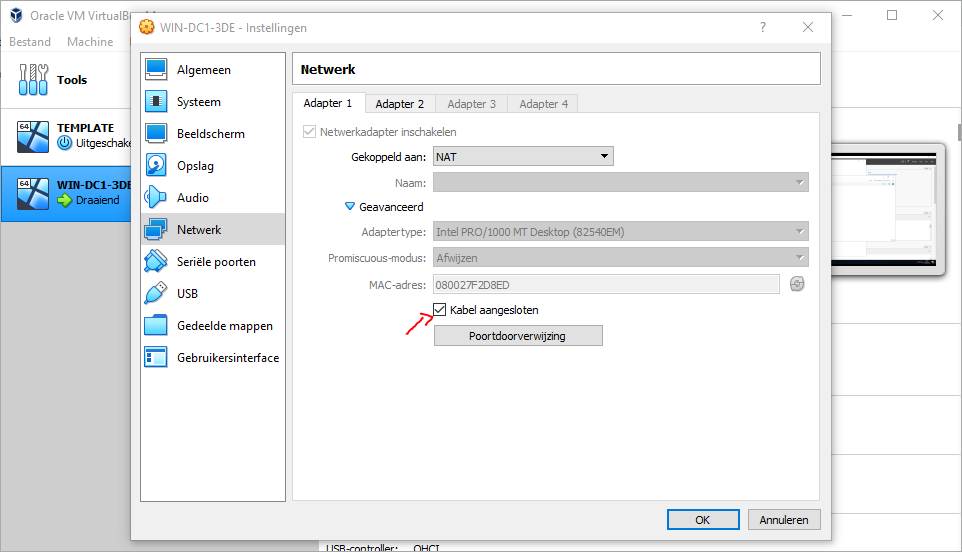 Oracle VM VirtualB
Bestand Machine
Tools
64
TEMPLATE
Uitgeschake
64
WIN-DC1-3DE
Draaiend
WIN-DC1-3DE - Instellingen
?
Algemeen
Systeem
Beeldscherm
Opslag
Audio
Netwerk
Seriële poorten
USB
Gedeelde mappen
Gebruikersinterface
Netwerk
Adapter 1 Adapter 2 Adapter 3 Adapter 4
Netwerkadapter inschakelen
Gekoppeld aan: NAT
Naam:
Geavanceerd
Adaptertype: Intel PRO/1000 MT Desktop (82540EM)
Promiscuous-modus: Afwijzen
MAC-adres: 080027F2D8ED
Kabel aangesloten
Poortdoorverwijzing
OK Annuleren
USB-controller: OHCI